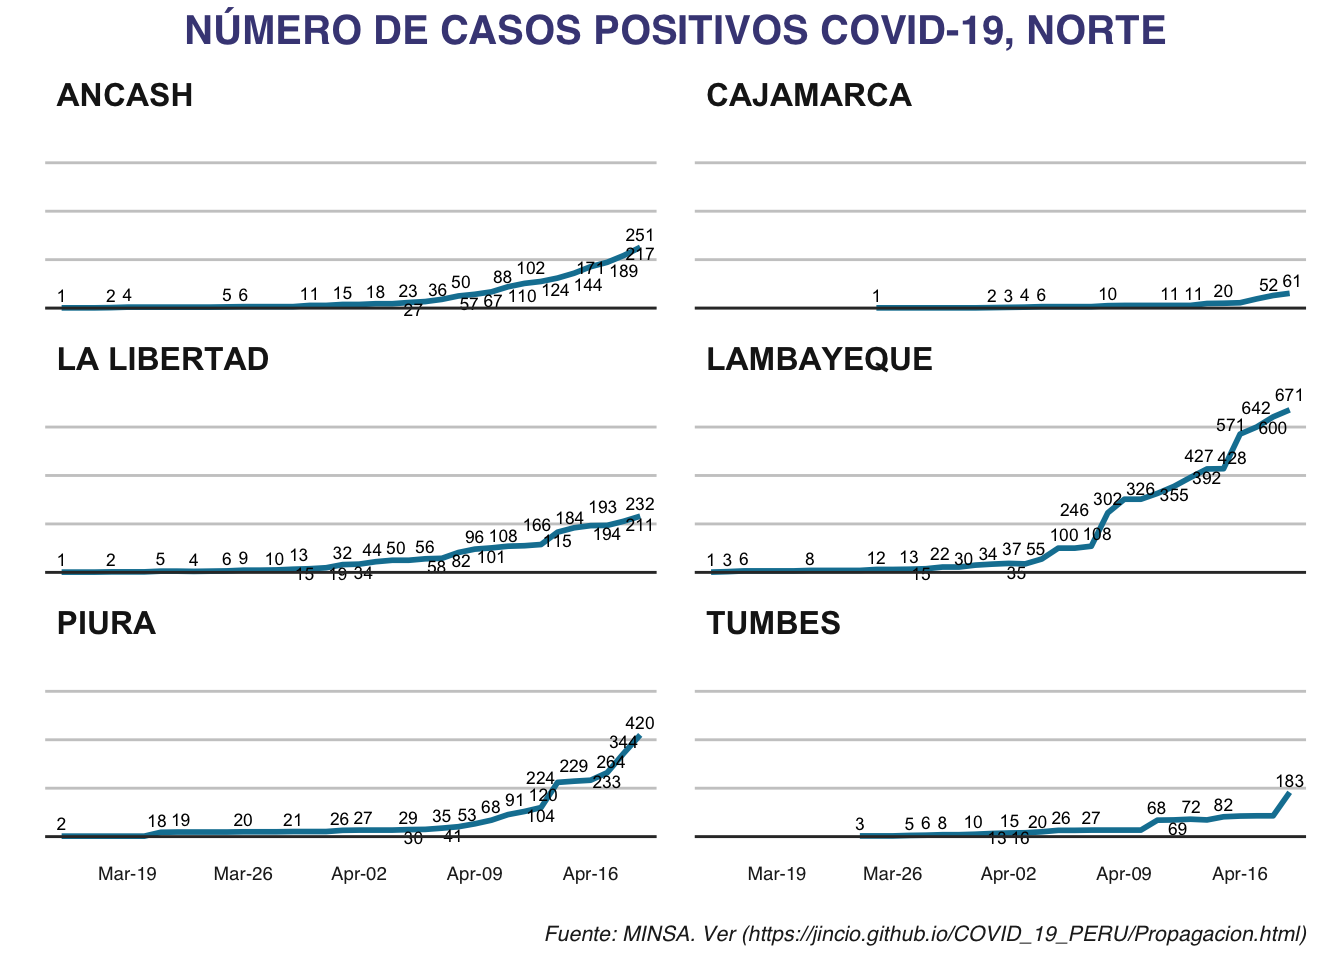 NÚMERO DE CASOS POSITIVOS COVID-19, NORTE
ANCASH
1 2 4 5 6 11 15 18 23 27 36 50 57 67 88 110 102 124 144 171 189 217 251
CAJAMARCA
1 2 3 4 6 10 11 11 20 52 61
LA LIBERTAD
1 2 5 4 6 9 10 13 15 19 32 34 44 50 56 58 82 96 101 108 166 115 184 193 194 211 232
LAMBAYEQUE
1 3 6 8 12 13 15 22 30 34 37 35 55 100 246 108 302 326 355 427 392 428 571 642 600 671
PIURA
2 18 19 20 21 26 27 29 30 35 41 53 68 91 104 120 224 229 233 264 344 420
TUMBES
3 5 6 8 10 13 15 16 20 26 27 68 69 72 82 183
Mar-19 Mar-26 Apr-02 Apr-09 Apr-16
Mar-19 Mar-26 Apr-02 Apr-09 Apr-16
Fuente: MINSA. Ver (https://jincio.github.io/COVID_19_PERU/Propagacion.html)